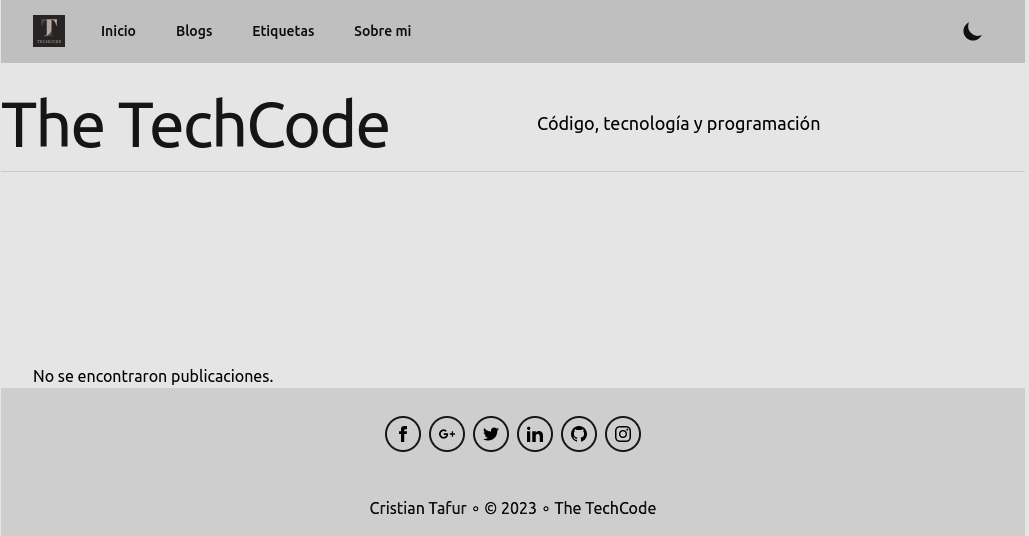 Inicio Blogs Etiquetas Sobre mi
The TechCode
Código, tecnología y programación
No se encontraron publicaciones.
Cristian Tafur ∘ © 2023 ∘ The TechCode